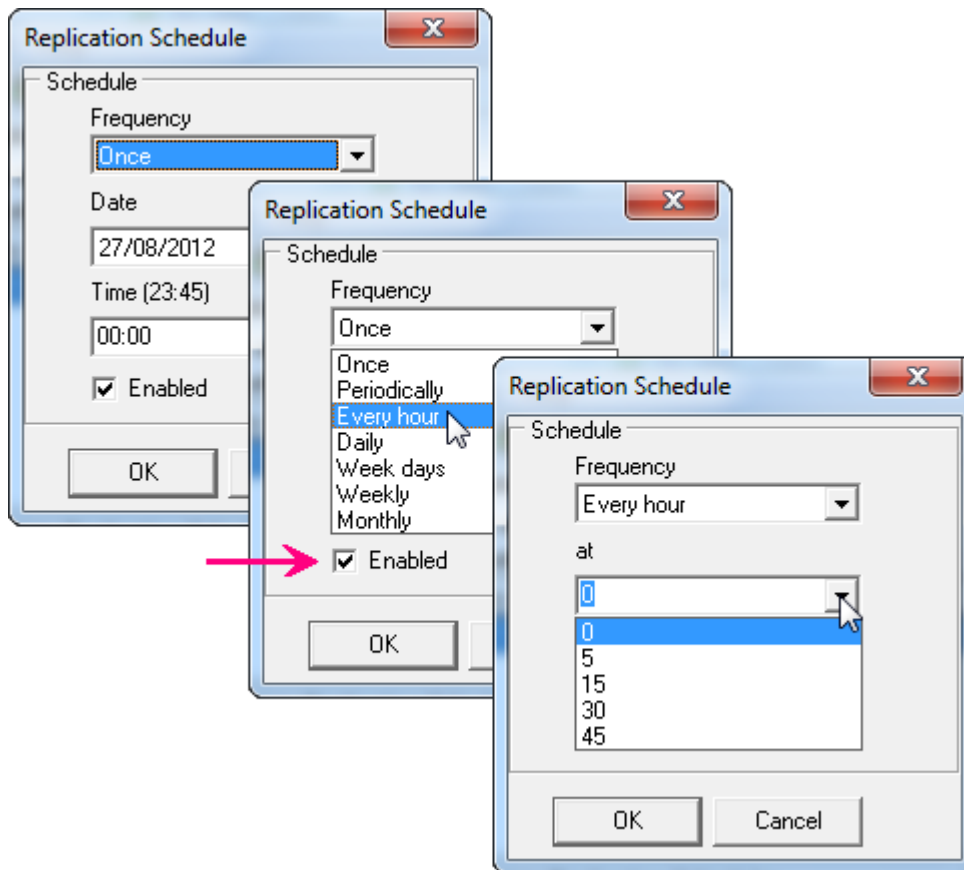 Replication Schedule
Schedule
Frequency
Once
Date
27/08/2012
Time (23:45)
00:00
Enabled
OK
Replication Schedule
Schedule
Frequency
Once
Once
Periodically
Every hour
Daily
Week days
Weekly
Monthly
Enabled
OK
Replication Schedule
Schedule
Frequency
Every hour
at
0
0
5
15
30
45
OK
Cancel